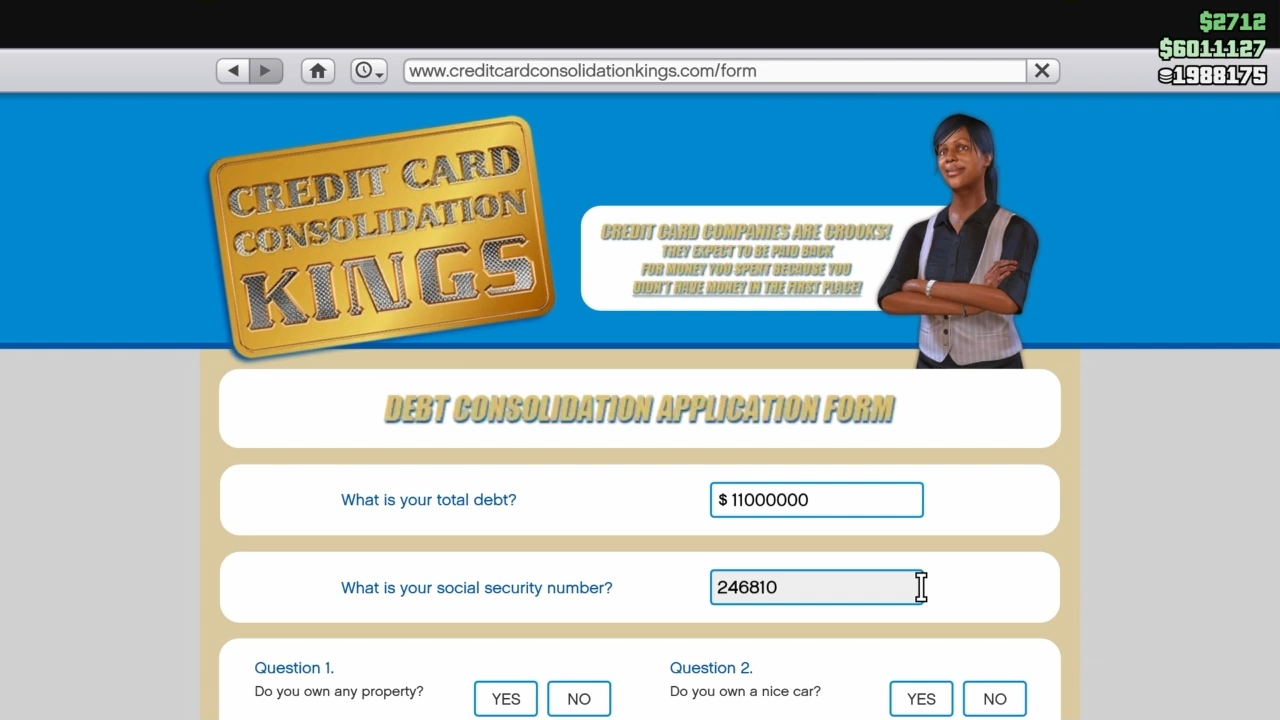 $2712
$6011127
1988175
www.creditcardconsolidationkings.com/form
CREDIT CARD
CONSOLIDATION
KINGS
CREDIT CARD COMPANIES ARE CROOKS!
THEY EXPECT TO BE PAID BACK
FOR MONEY YOU SPENT BECAUSE YOU
DIDN'T HAVE MONEY IN THE FIRST PLACE!
DEBT CONSOLIDATION APPLICATION FORM
What is your total debt?
$ 11000000
What is your social security number?
246810
Question 1.
Do you own any property?
YES
NO
Question 2.
Do you own a nice car?
YES
NO